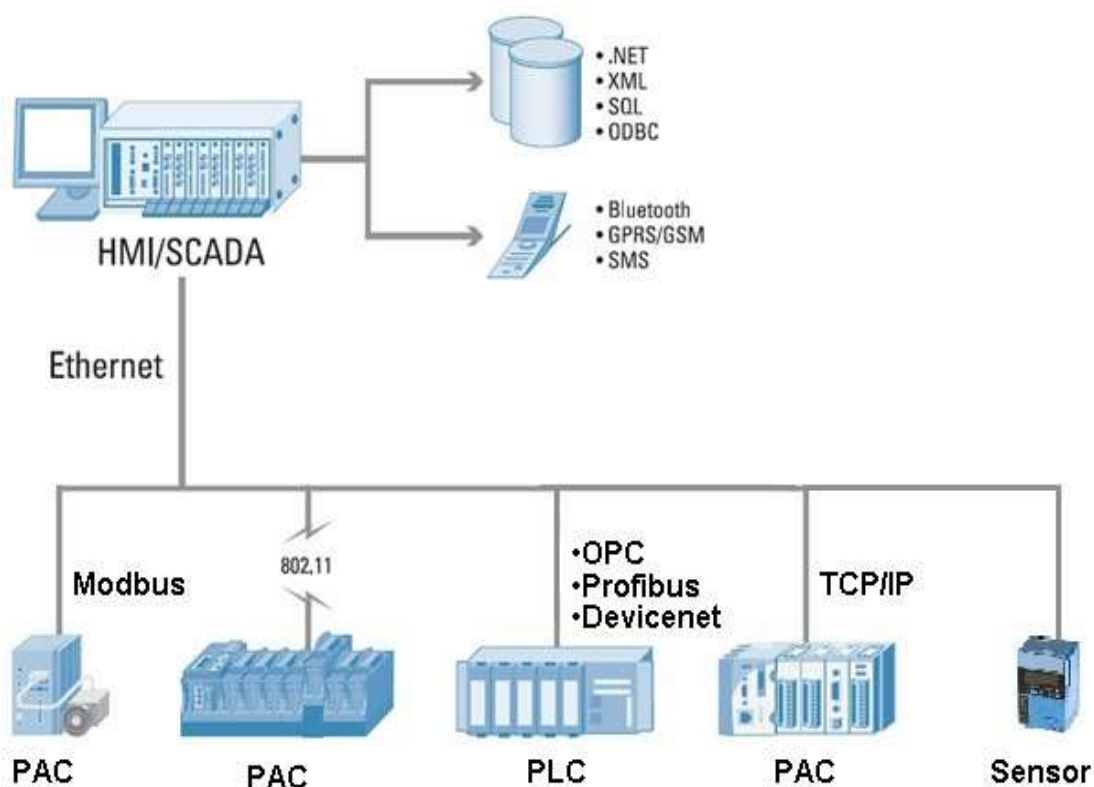 • .NET
• XML
• SQL
• ODBC
HMI/SCADA
• Bluetooth
• GPRS/GSM
• SMS
Ethernet
Modbus
802,11
•OPC
•Profibus
•Devicenet
TCP/IP
PAC
PAC
PLC
PAC
Sensor